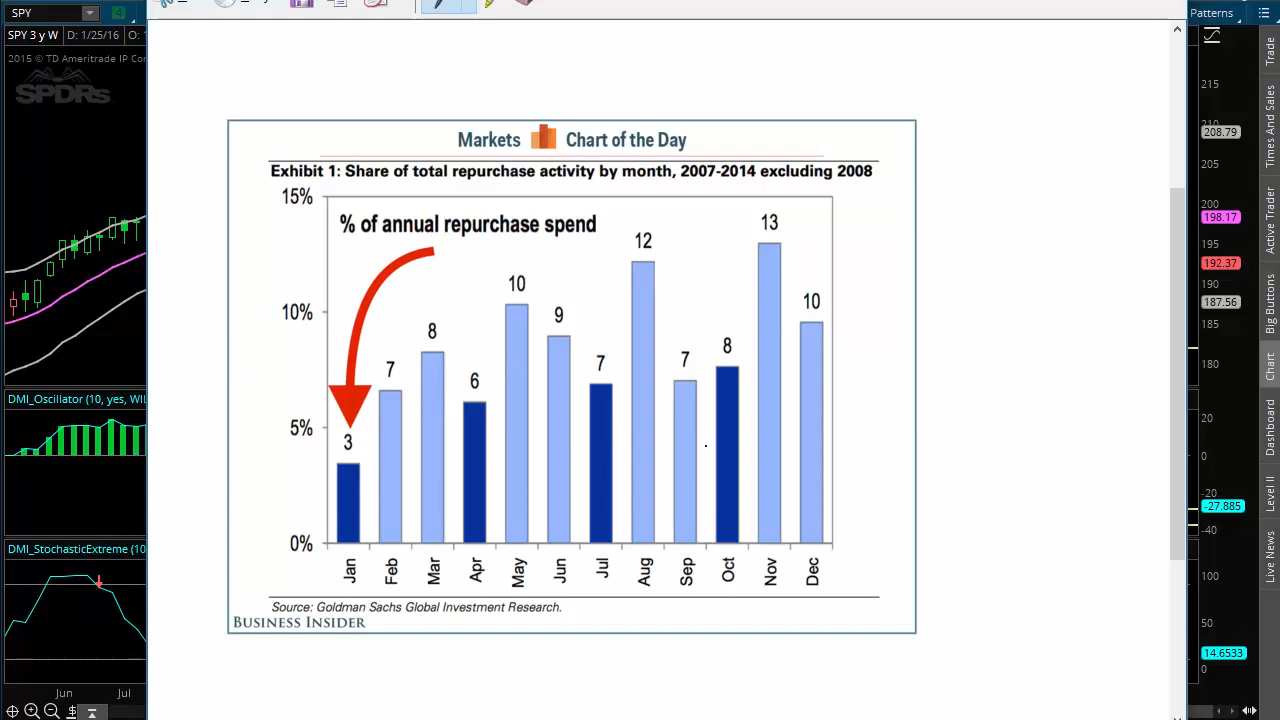 SPY
4
SPY 3 y W
D: 1/25/16
O:
2015 © TD Ameritrade IP Cor
SPDRs
DMI_Oscillator (10, yes, WIL
DMI_StochasticExtreme (10
Jun
Jul
Markets
Chart of the Day
Exhibit 1: Share of total repurchase activity by month, 2007-2014 excluding 2008
% of annual repurchase spend
15%
10%
5%
0%
3
7
8
6
10
9
7
12
7
8
13
10
Jan
Feb
Mar
Apr
May
Jun
Jul
Aug
Sep
Oct
Nov
Dec
Source: Goldman Sachs Global Investment Research.
BUSINESS INSIDER
Patterns
215
210
208.79
205
200
198.17
195
192.37
190
187.56
185
180
20
0
-20
-27.885
-40
100
50
14.6533
0
Trade
Times And Sales
Active Trader
Big Buttons
Chart
Dashboard
Level II
Live News